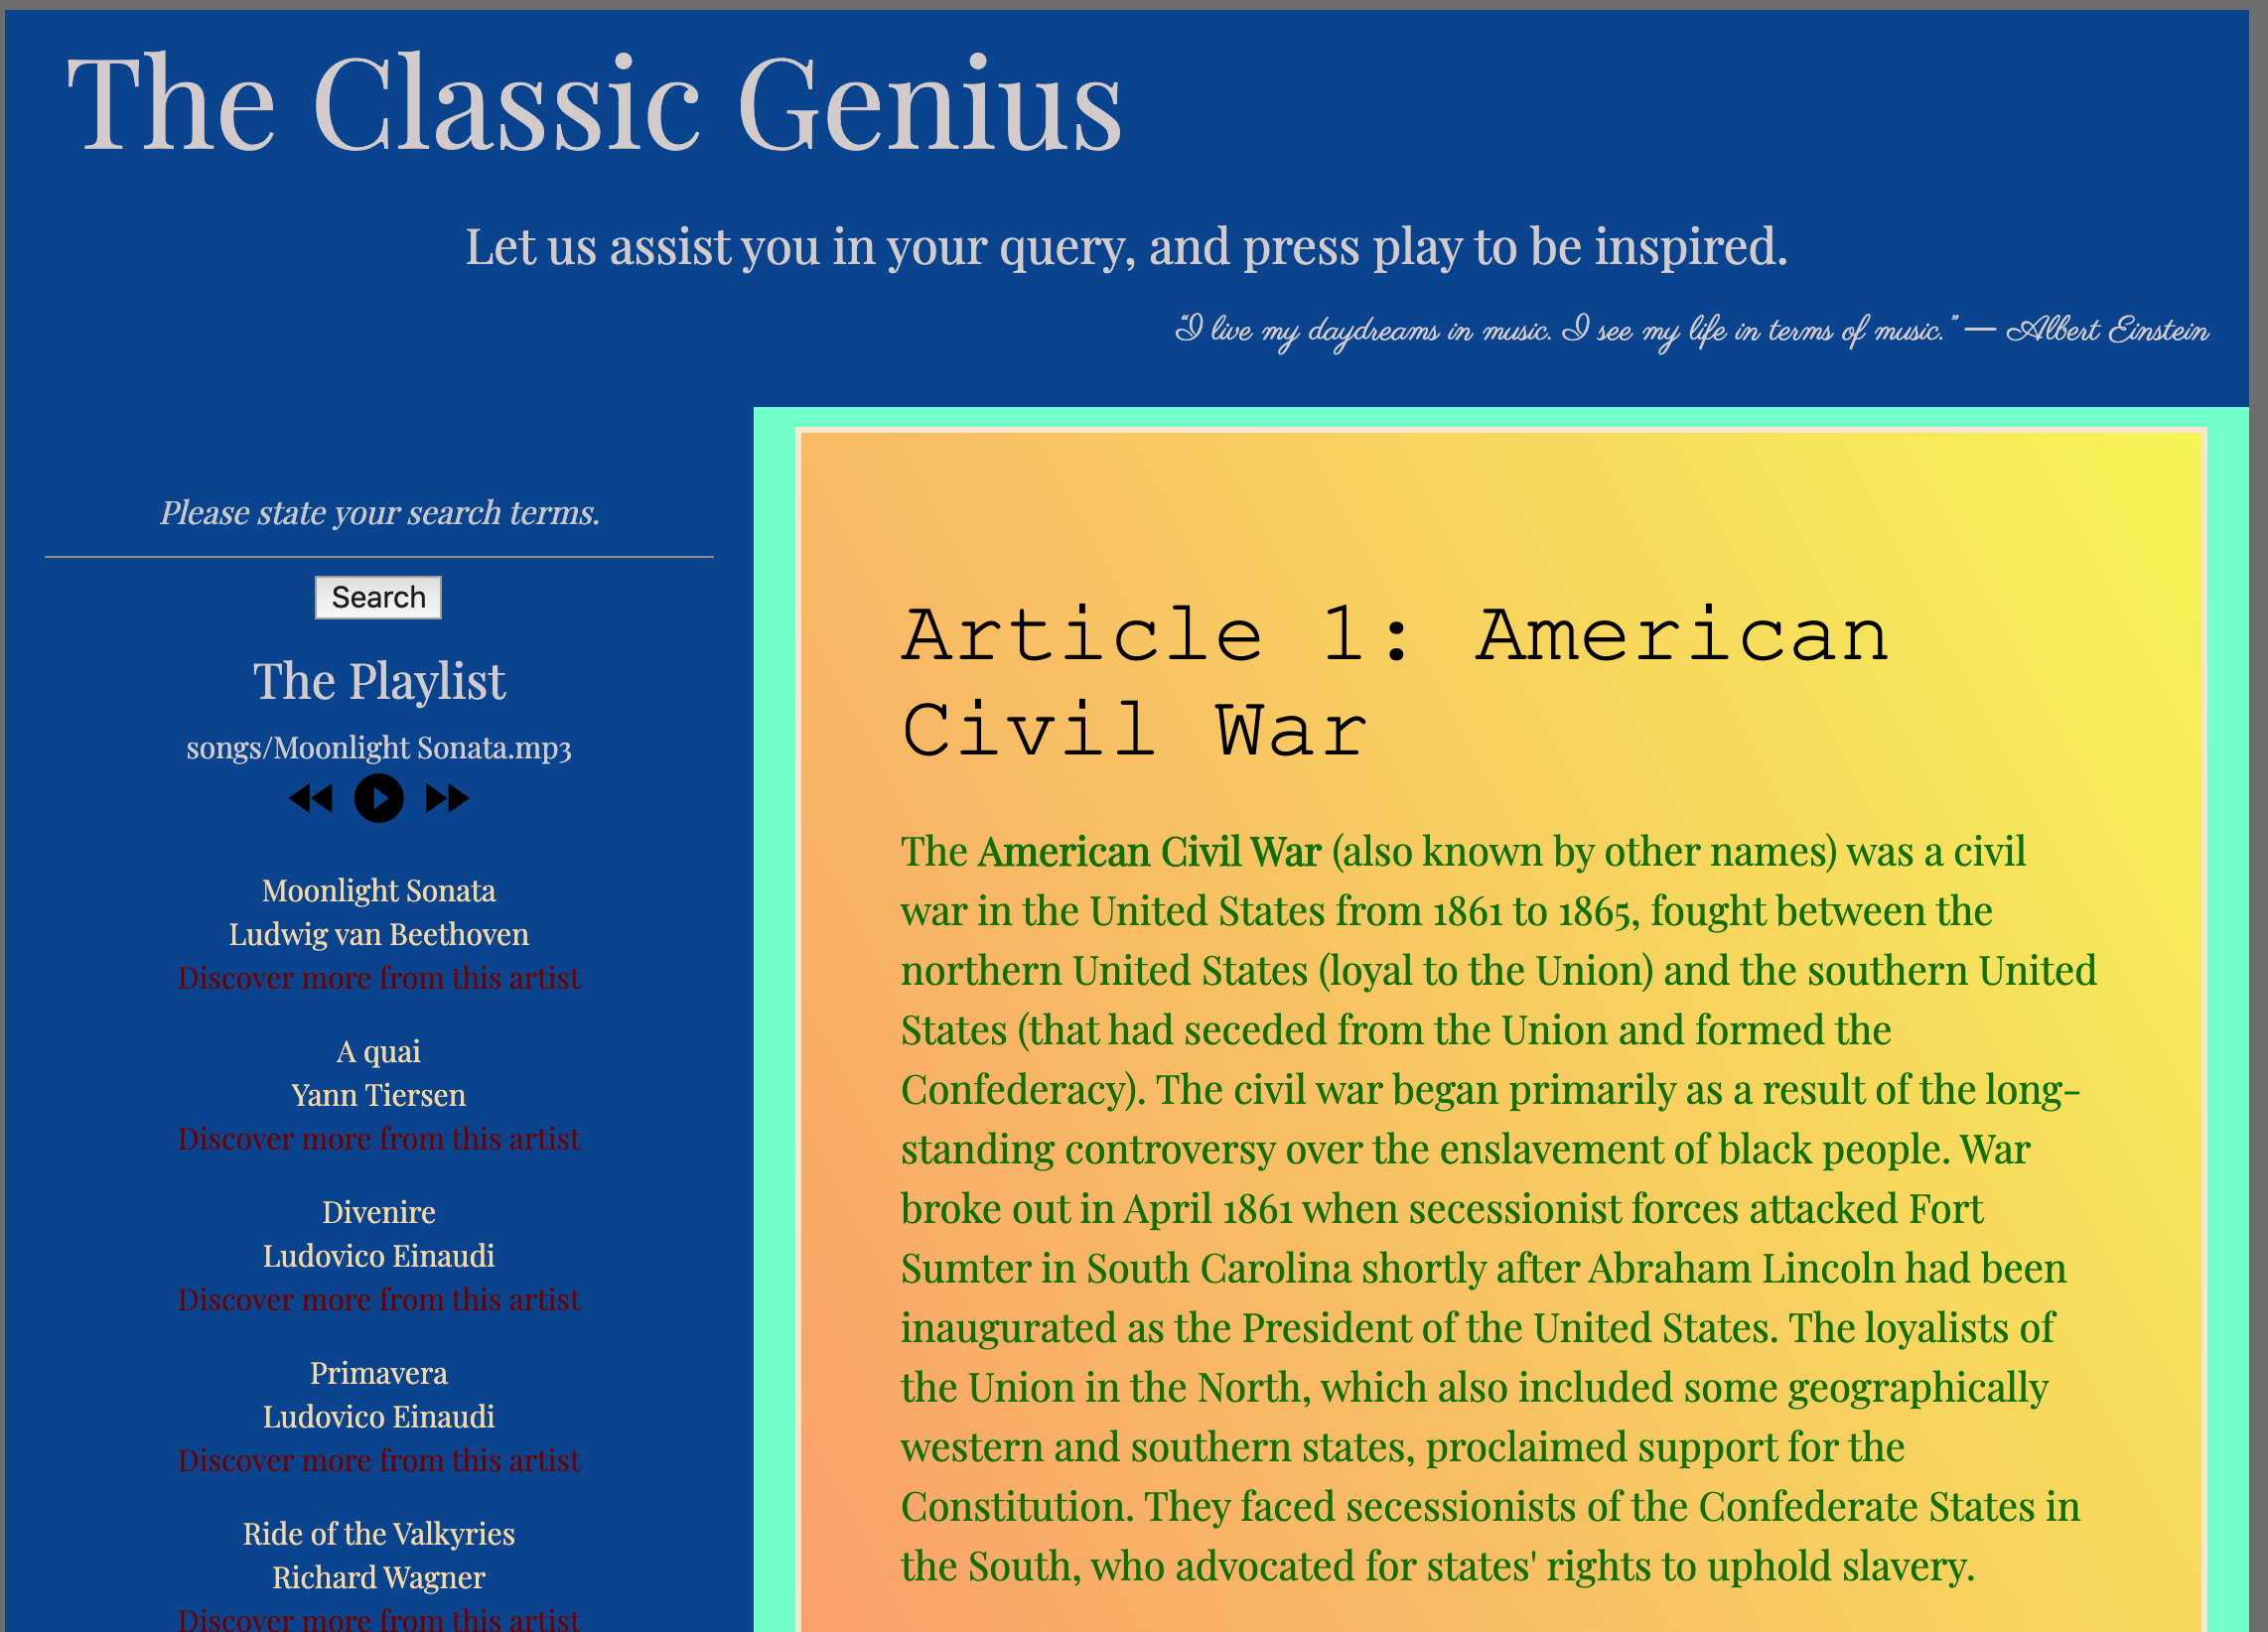 The Classic Genius
Let us assist you in your query, and press play to be inspired.
“I live my daydreams in music. I see my life in terms of music.” — Albert Einstein
Please state your search terms.
Search
The Playlist
songs/Moonlight Sonata.mp3
Moonlight Sonata
Ludwig van Beethoven
Discover more from this artist
A quai
Yann Tiersen
Discover more from this artist
Divenire
Ludovico Einaudi
Discover more from this artist
Primavera
Ludovico Einaudi
Discover more from this artist
Ride of the Valkyries
Richard Wagner
Discover more from this artist
Article 1: American
Civil War
The American Civil War (also known by other names) was a civil
war in the United States from 1861 to 1865, fought between the
northern United States (loyal to the Union) and the southern United
States (that had seceded from the Union and formed the
Confederacy). The civil war began primarily as a result of the long-
standing controversy over the enslavement of black people. War
broke out in April 1861 when secessionist forces attacked Fort
Sumter in South Carolina shortly after Abraham Lincoln had been
inaugurated as the President of the United States. The loyalists of
the Union in the North, which also included some geographically
western and southern states, proclaimed support for the
Constitution. They faced secessionists of the Confederate States in
the South, who advocated for states' rights to uphold slavery.